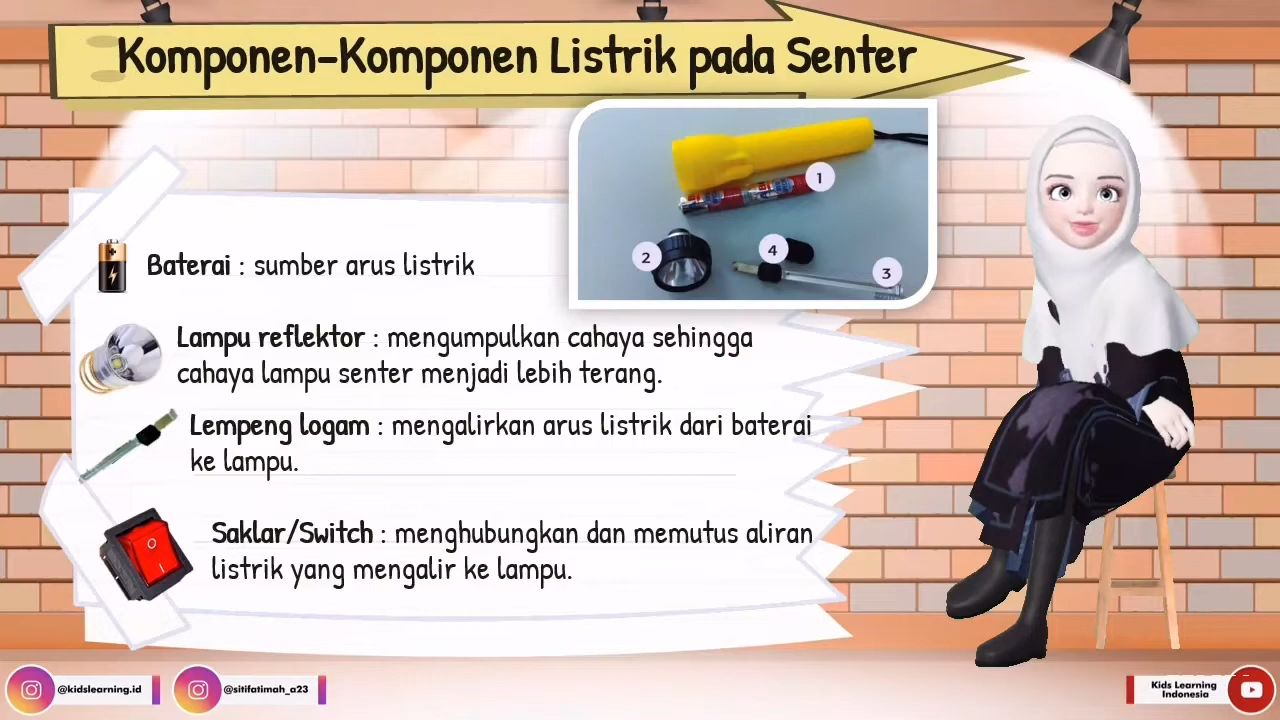 Komponen-Komponen Listrik pada Senter
1
2
4
3
Baterai : sumber arus listrik
Lampu reflektor : mengumpulkan cahaya sehingga
cahaya lampu senter menjadi lebih terang.
Lempeng logam : mengalirkan arus listrik dari baterai
ke lampu.
Saklar/Switch : menghubungkan dan memutus aliran
listrik yang mengalir ke lampu.
@kidslearning.id
@sitifatimah_a23
Kids Learning
Indonesia